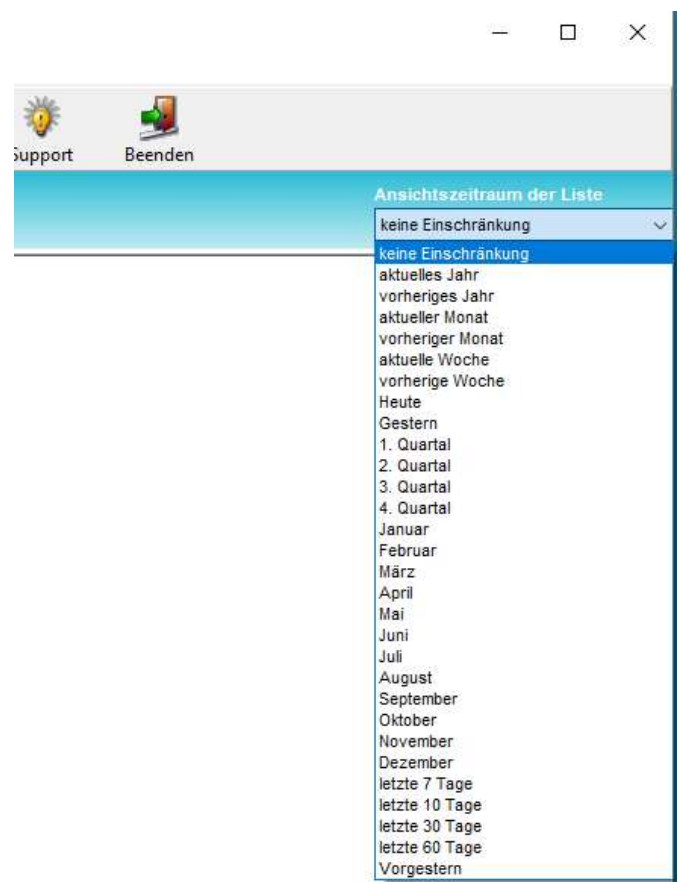 Support
Beenden
Ansichtszeitraum der Liste
keine Einschränkung
keine Einschränkung
aktuelles Jahr
vorheriges Jahr
aktueller Monat
vorheriger Monat
aktuelle Woche
vorherige Woche
Heute
Gestern
1. Quartal
2. Quartal
3. Quartal
4. Quartal
Januar
Februar
März
April
Mai
Juni
Juli
August
September
Oktober
November
Dezember
letzte 7 Tage
letzte 10 Tage
letzte 30 Tage
letzte 60 Tage
Vorgestern